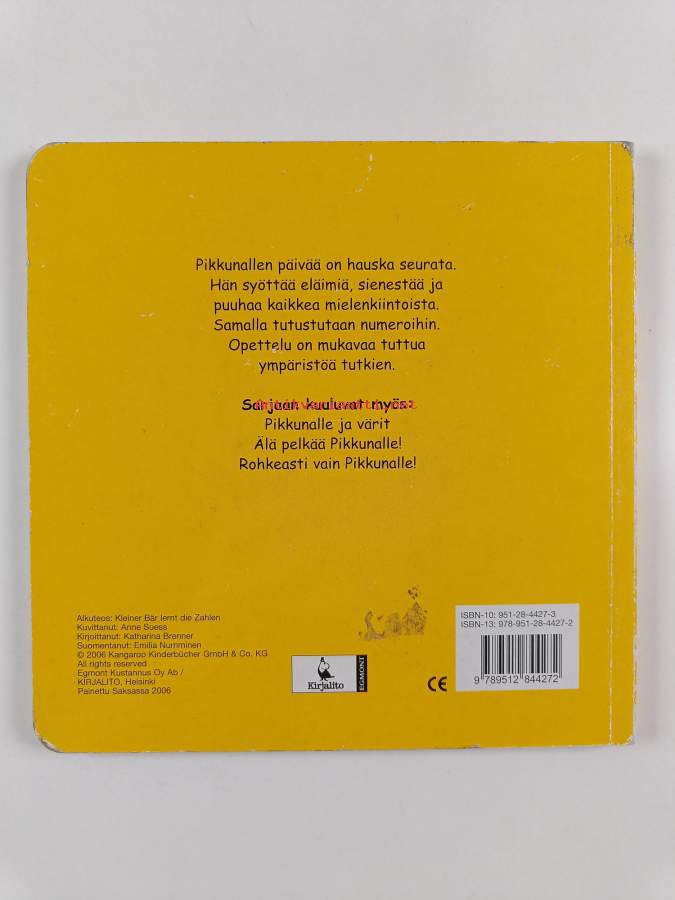 Pikkunallen päivää on hauska seurata.
Hän syöttää eläimiä, sienestää ja
puuhaa kaikkea mielenkiintoista.
Samalla tutustutaan numeroihin.
Opettelu on mukavaa tuttua
ympäristöä tutkien.
Sarjaan kuuluvat myös:
Pikkunalle ja värit
Älä pelkää Pikkunalle!
Rohkeasti vain Pikkunalle!
Alkuteos: Kleiner Bär lernt die Zahlen
Kuvittanut: Anne Suess
Kirjoittanut: Katharina Brenner
Suomentanut: Emilia Numminen
© 2006 Kangaroo Kinderbücher GmbH & Co. KG
All rights reserved
Egmont Kustannus Oy Ab /
KIRJALITO, Helsinki
Painettu Saksassa 2006
Kirjalito
EGMONT
CE
ISBN-10: 951-28-4427-3
ISBN-13: 978-951-28-4427-2
9 789512 844272